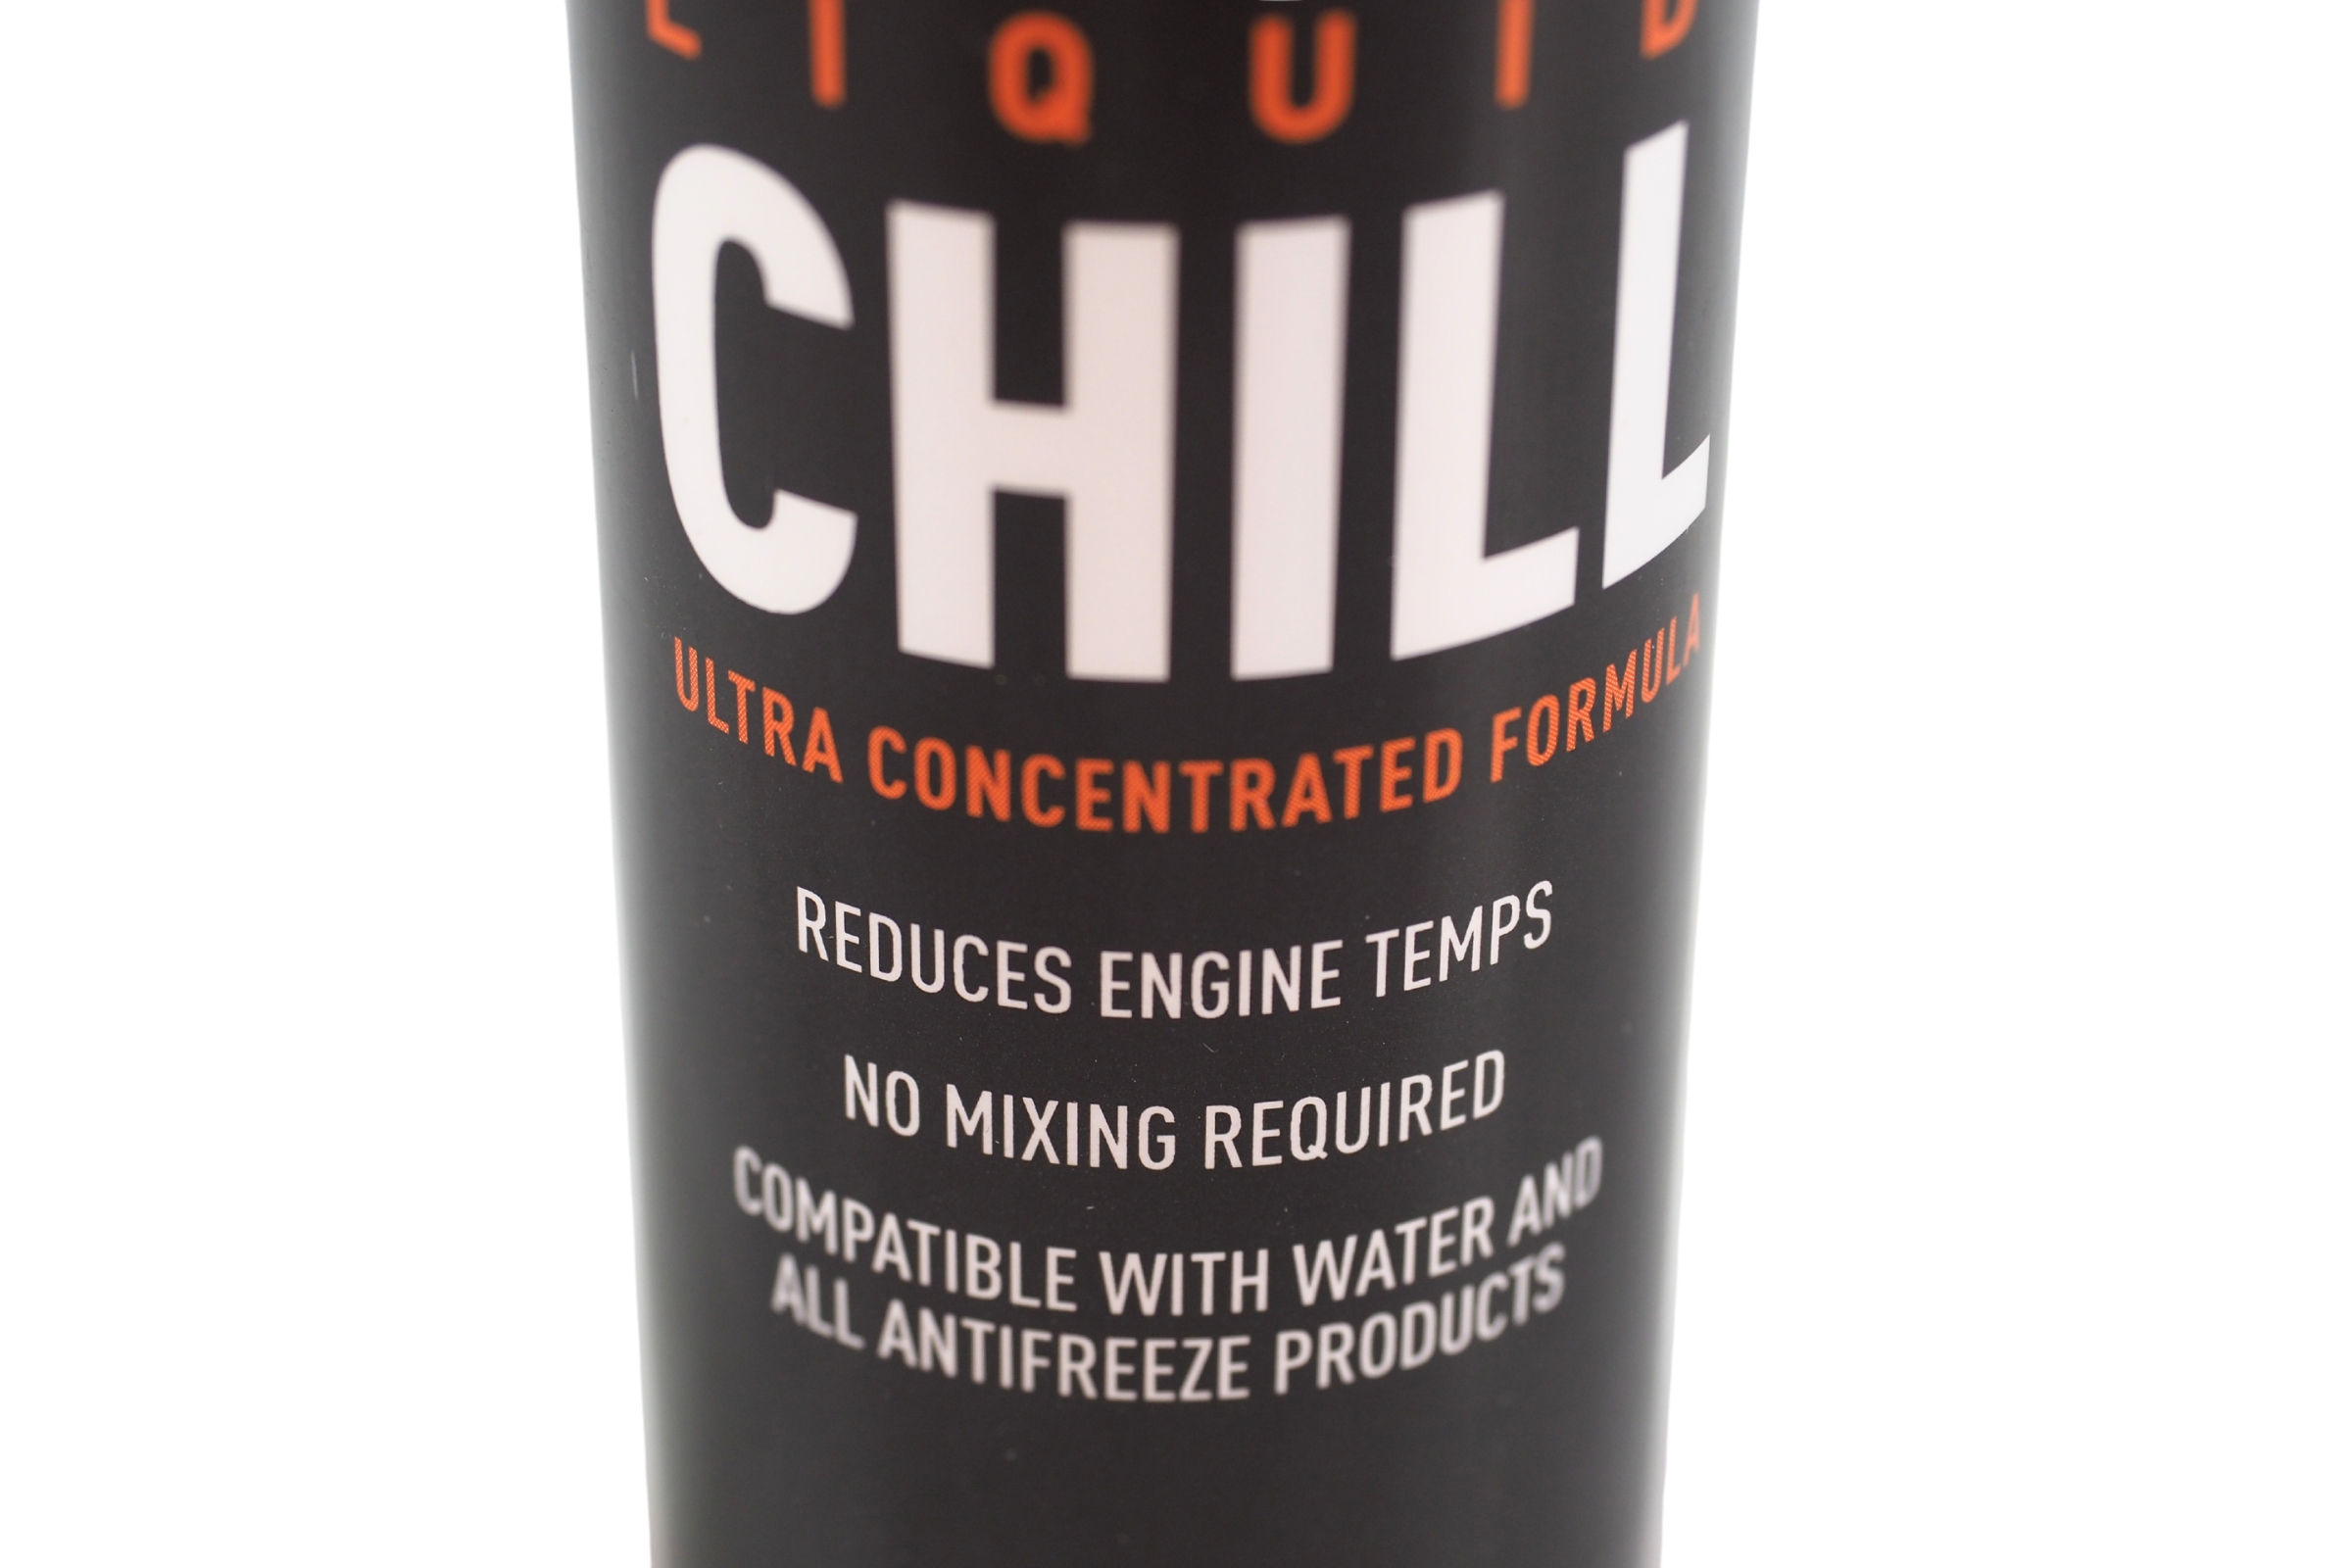 LIQUID
CHILL
ULTRA CONCENTRATED FORMULA
REDUCES ENGINE TEMPS
NO MIXING REQUIRED
COMPATIBLE WITH WATER AND
ALL ANTIFREEZE PRODUCTS